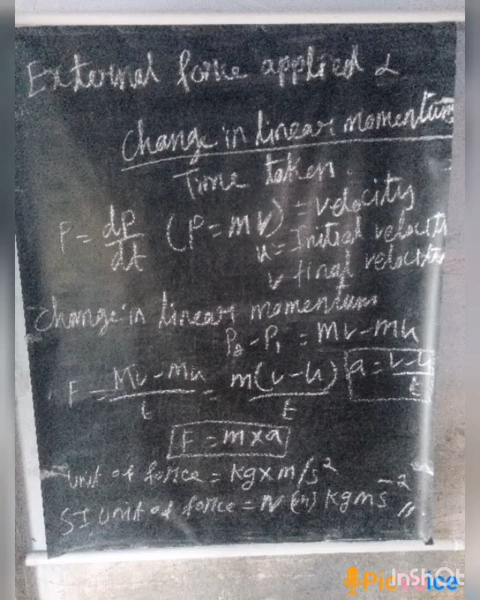 External force applied α
change in linear momentum
Time taken
P = dP/dt (P = mv) = velocity
u = Initial velocity
v final velocity
change in linear momentum
P₂ - P₁ = Mv - mu
F = Mv - Mu / t = m(v - u) / t a = v - u / t
F = m x a
unit of force = kg x m/s²
SI unit of force = N (or) kgms⁻²
PicVoice
InShOt